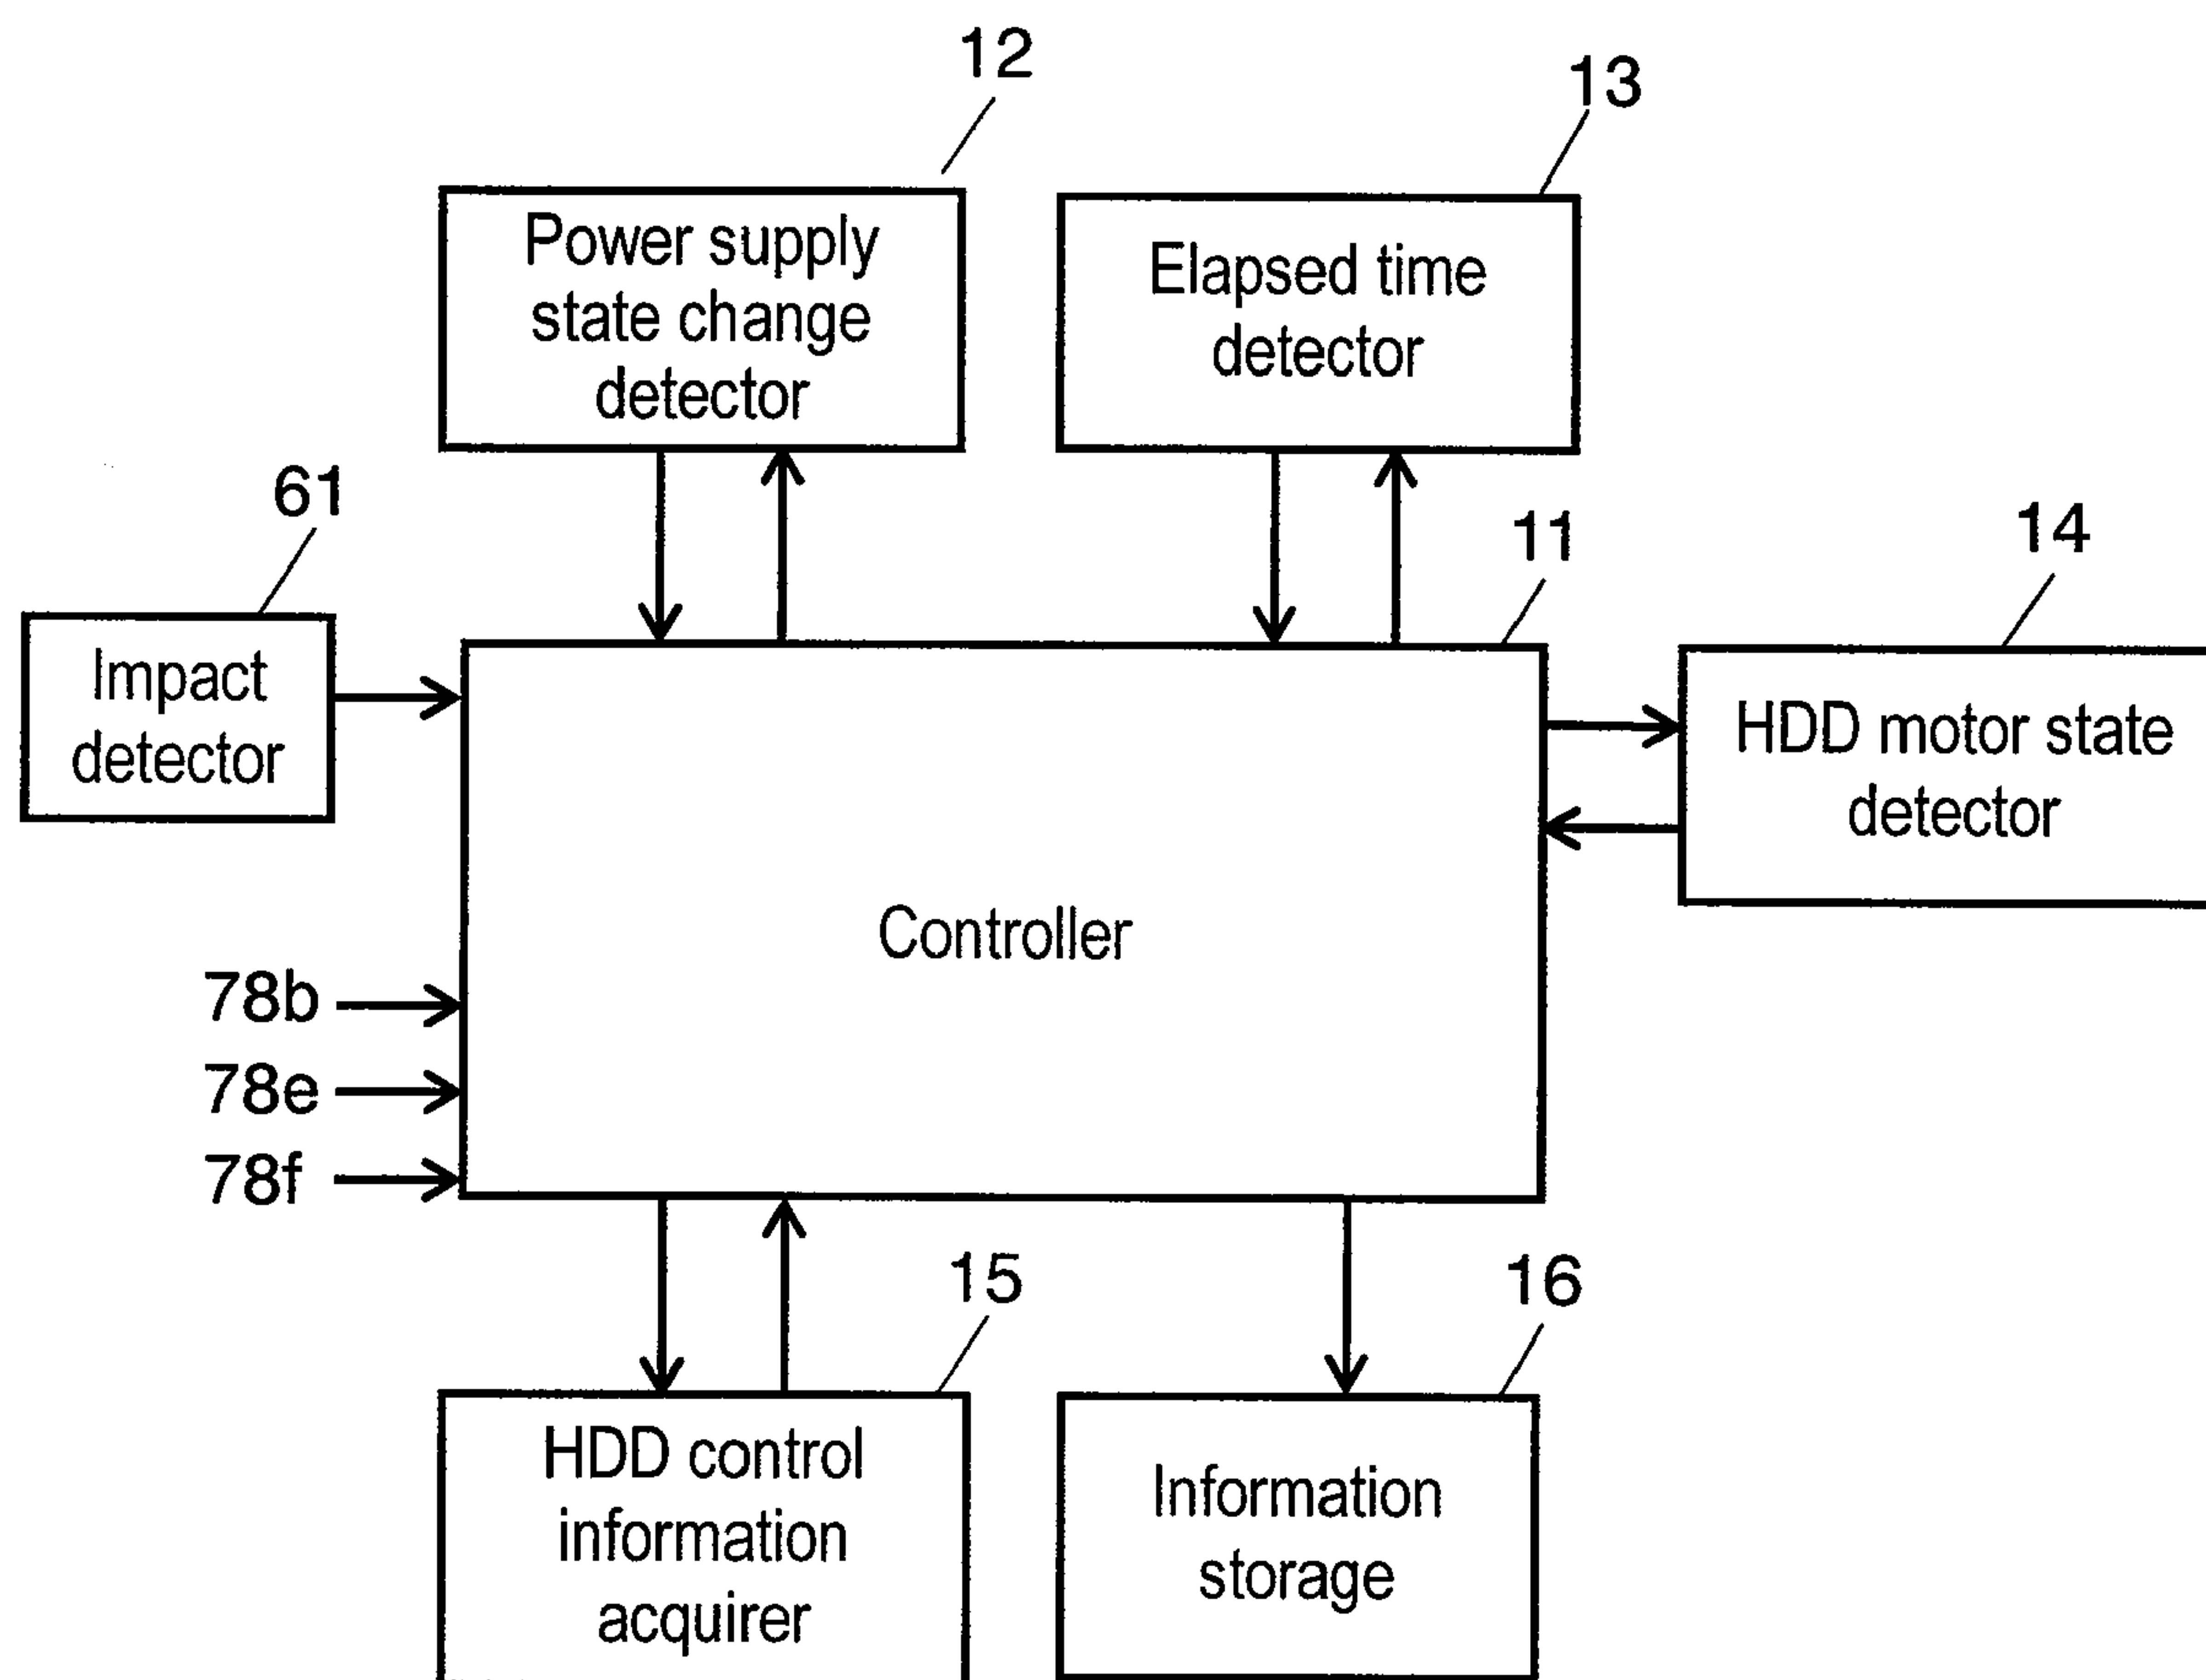 12
13
Power supply
state change
detector
Elapsed time
detector
61
11
14
Impact
detector
HDD motor state
detector
Controller
78b
78e
78f
15
16
HDD control
information
acquirer
Information
storage